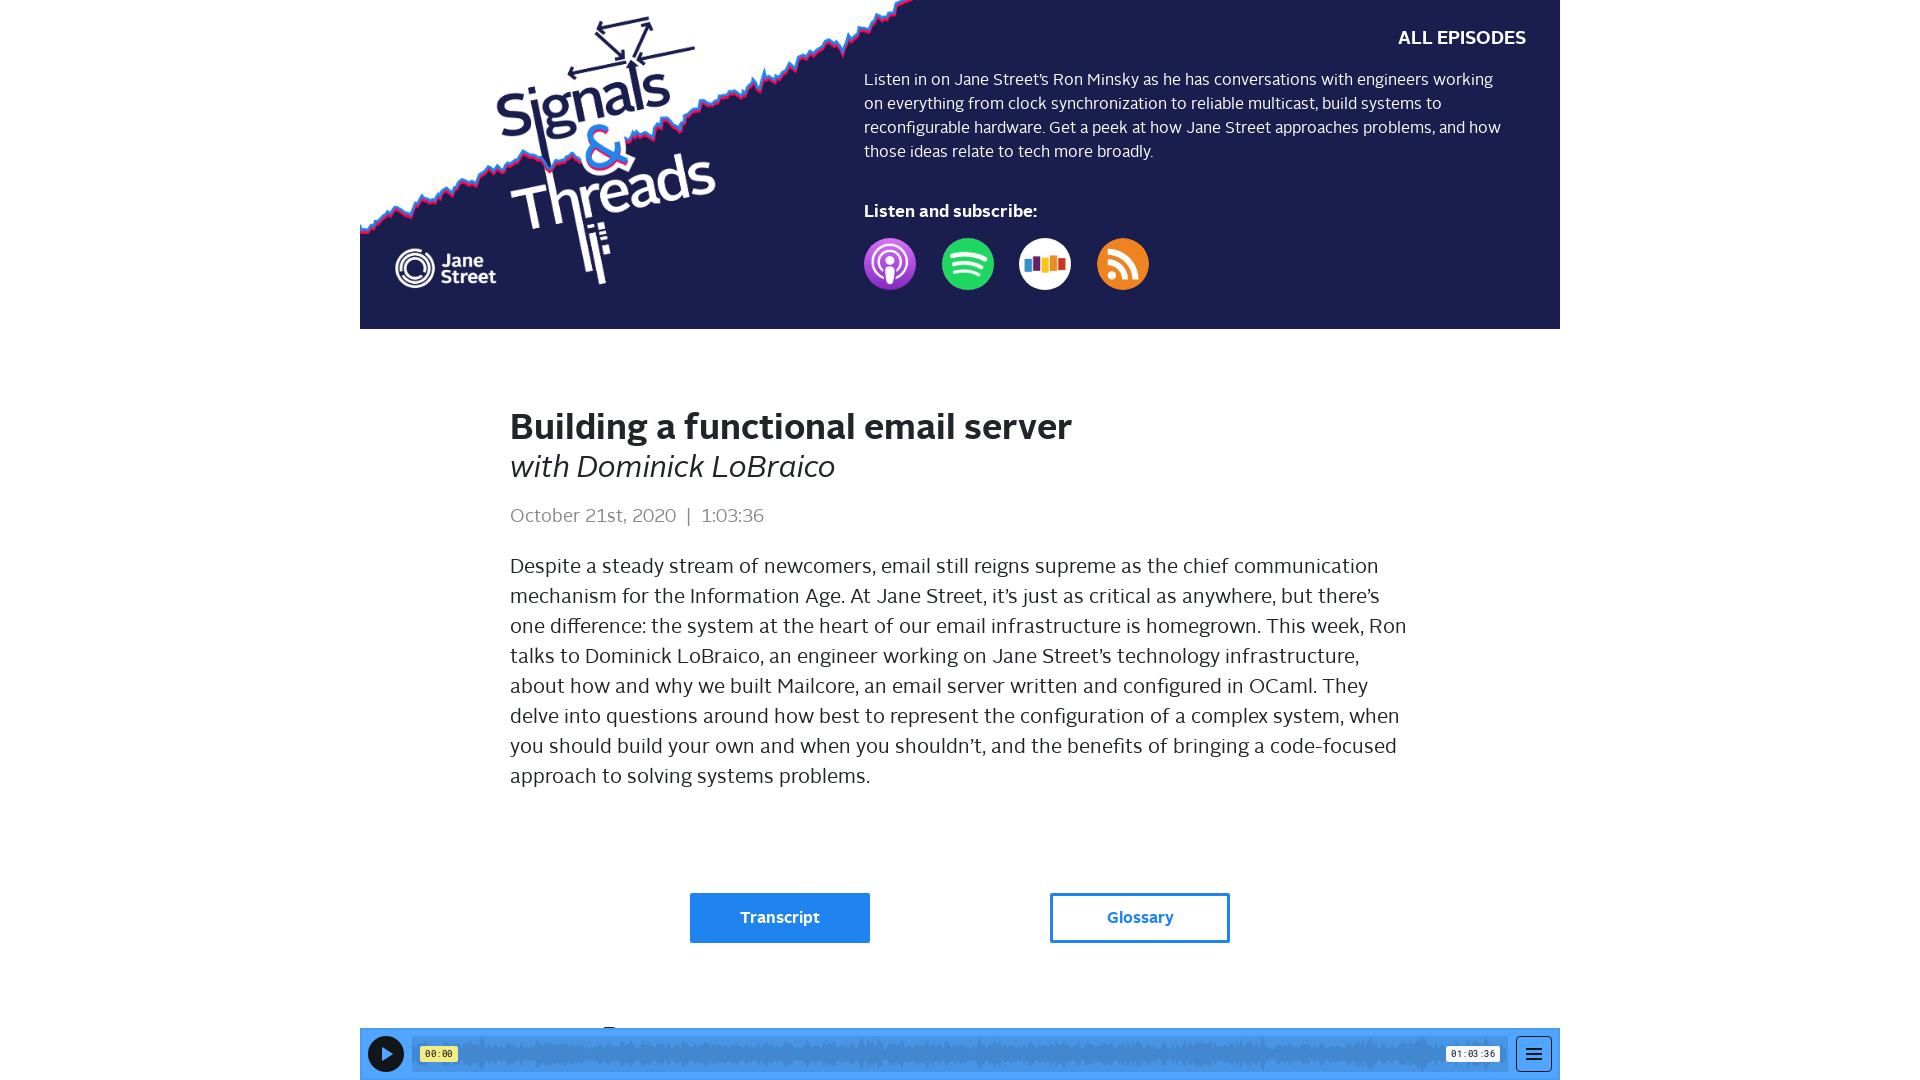 Signals
&
Threads
Jane
Street
ALL EPISODES
Listen in on Jane Street's Ron Minsky as he has conversations with engineers working
on everything from clock synchronization to reliable multicast, build systems to
reconfigurable hardware. Get a peek at how Jane Street approaches problems, and how
those ideas relate to tech more broadly.
Listen and subscribe:
Building a functional email server
with Dominick LoBraico
October 21st, 2020 | 1:03:36
Despite a steady stream of newcomers, email still reigns supreme as the chief communication
mechanism for the Information Age. At Jane Street, it’s just as critical as anywhere, but there’s
one difference: the system at the heart of our email infrastructure is homegrown. This week, Ron
talks to Dominick LoBraico, an engineer working on Jane Street’s technology infrastructure,
about how and why we built Mailcore, an email server written and configured in OCaml. They
delve into questions around how best to represent the configuration of a complex system, when
you should build your own and when you shouldn’t, and the benefits of bringing a code-focused
approach to solving systems problems.
Transcript
Glossary
00:00
01:03:36